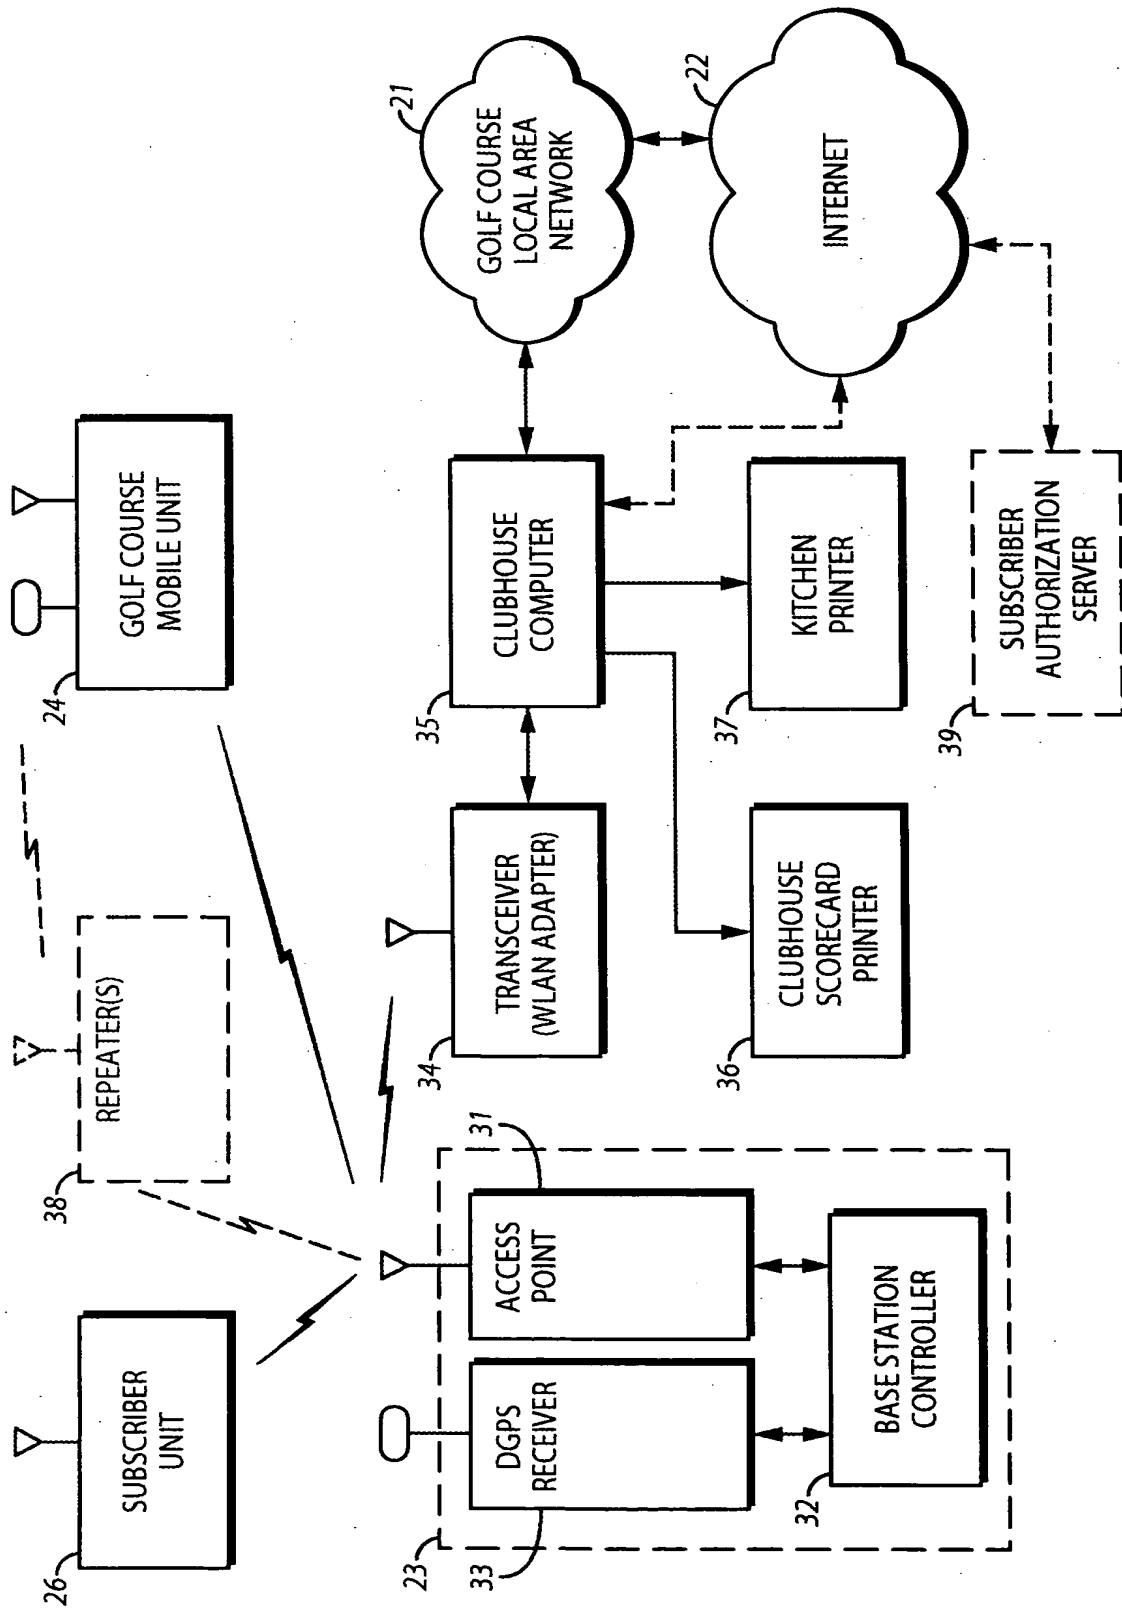 26
SUBSCRIBER
UNIT
38
REPEATER(S)
24
GOLF COURSE
MOBILE UNIT
23
33
DGPS
RECEIVER
31
ACCESS
POINT
32
BASE STATION
CONTROLLER
34
TRANSCEIVER
(WLAN ADAPTER)
35
CLUBHOUSE
COMPUTER
21
GOLF COURSE
LOCAL AREA
NETWORK
36
CLUBHOUSE
SCORECARD
PRINTER
37
KITCHEN
PRINTER
22
INTERNET
39
SUBSCRIBER
AUTHORIZATION
SERVER